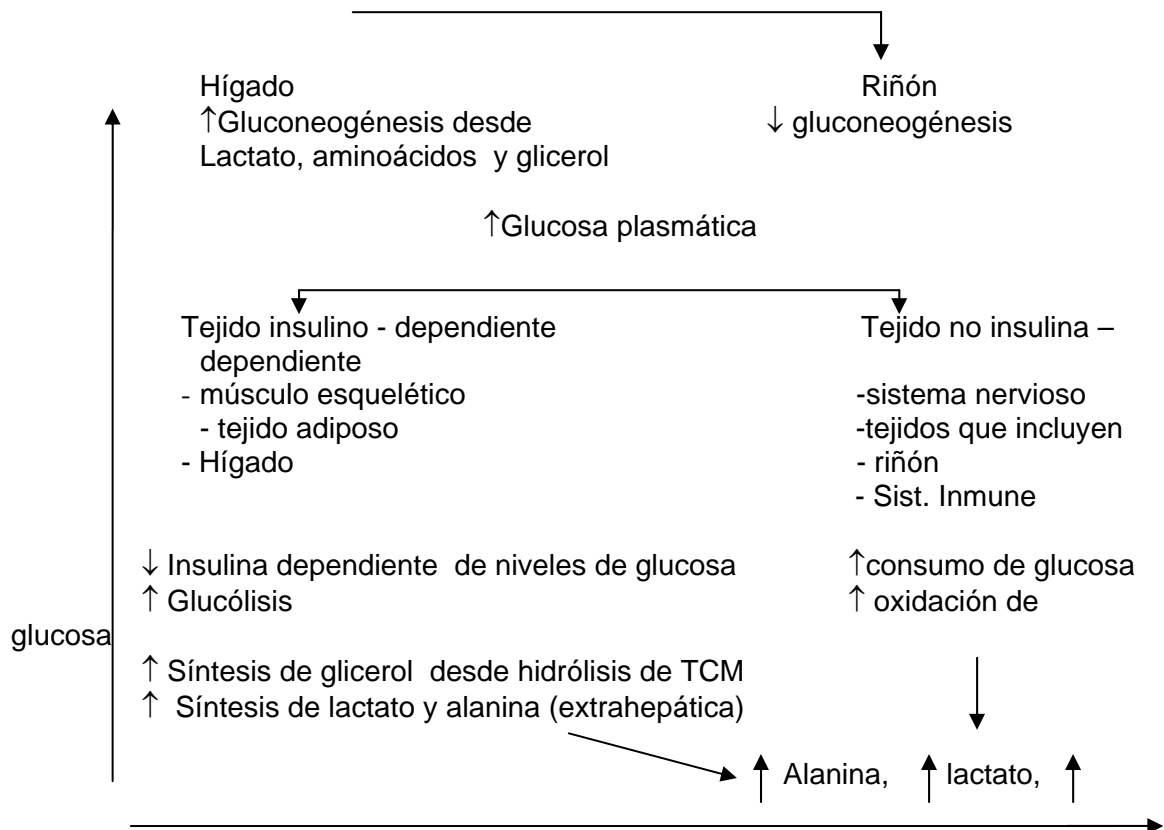 Hígado
↑Gluconeogénesis desde
Lactato, aminoácidos y glicerol
Riñón
↓ gluconeogénesis
↑Glucosa plasmática
Tejido insulino - dependiente
dependiente
- músculo esquelético
- tejido adiposo
- Hígado
Tejido no insulina –
-sistema nervioso
-tejidos que incluyen
- riñón
- Sist. Inmune
↓ Insulina dependiente de niveles de glucosa
↑ Glucólisis
↑consumo de glucosa
↑ oxidación de
glucosa
↑ Síntesis de glicerol desde hidrólisis de TCM
↑ Síntesis de lactato y alanina (extrahepática)
↑ Alanina, ↑ lactato, ↑